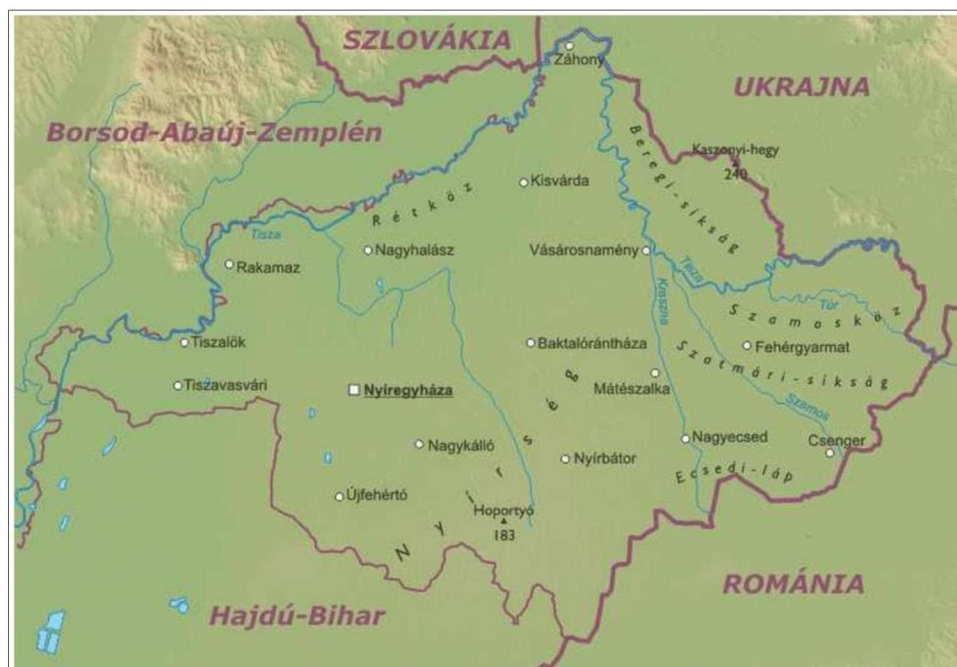 SZLOVÁKIA
Záhony
UKRAJNA
Borsod-Abaúj-Zemplén
Kaszonyi-hegy
240
Beregi-síkság
Kisvárda
Rétköz
Tisza
Nagyhalász
Vásárosnamény
Rakamaz
Tisza
Túr
Kraszna
Szamosköz
Tiszalök
Baktalórántháza
Fehérgyarmat
Szatmári-síkság
Tiszavasvári
Nyíregyháza
Mátészalka
Szamos
Nagykálló
Nyírbátor
Nagyecsed
Csenger
Ecsedi-láp
Újfehértó
Hoportyó
183
Nyírség
ROMÁNIA
Hajdú-Bihar